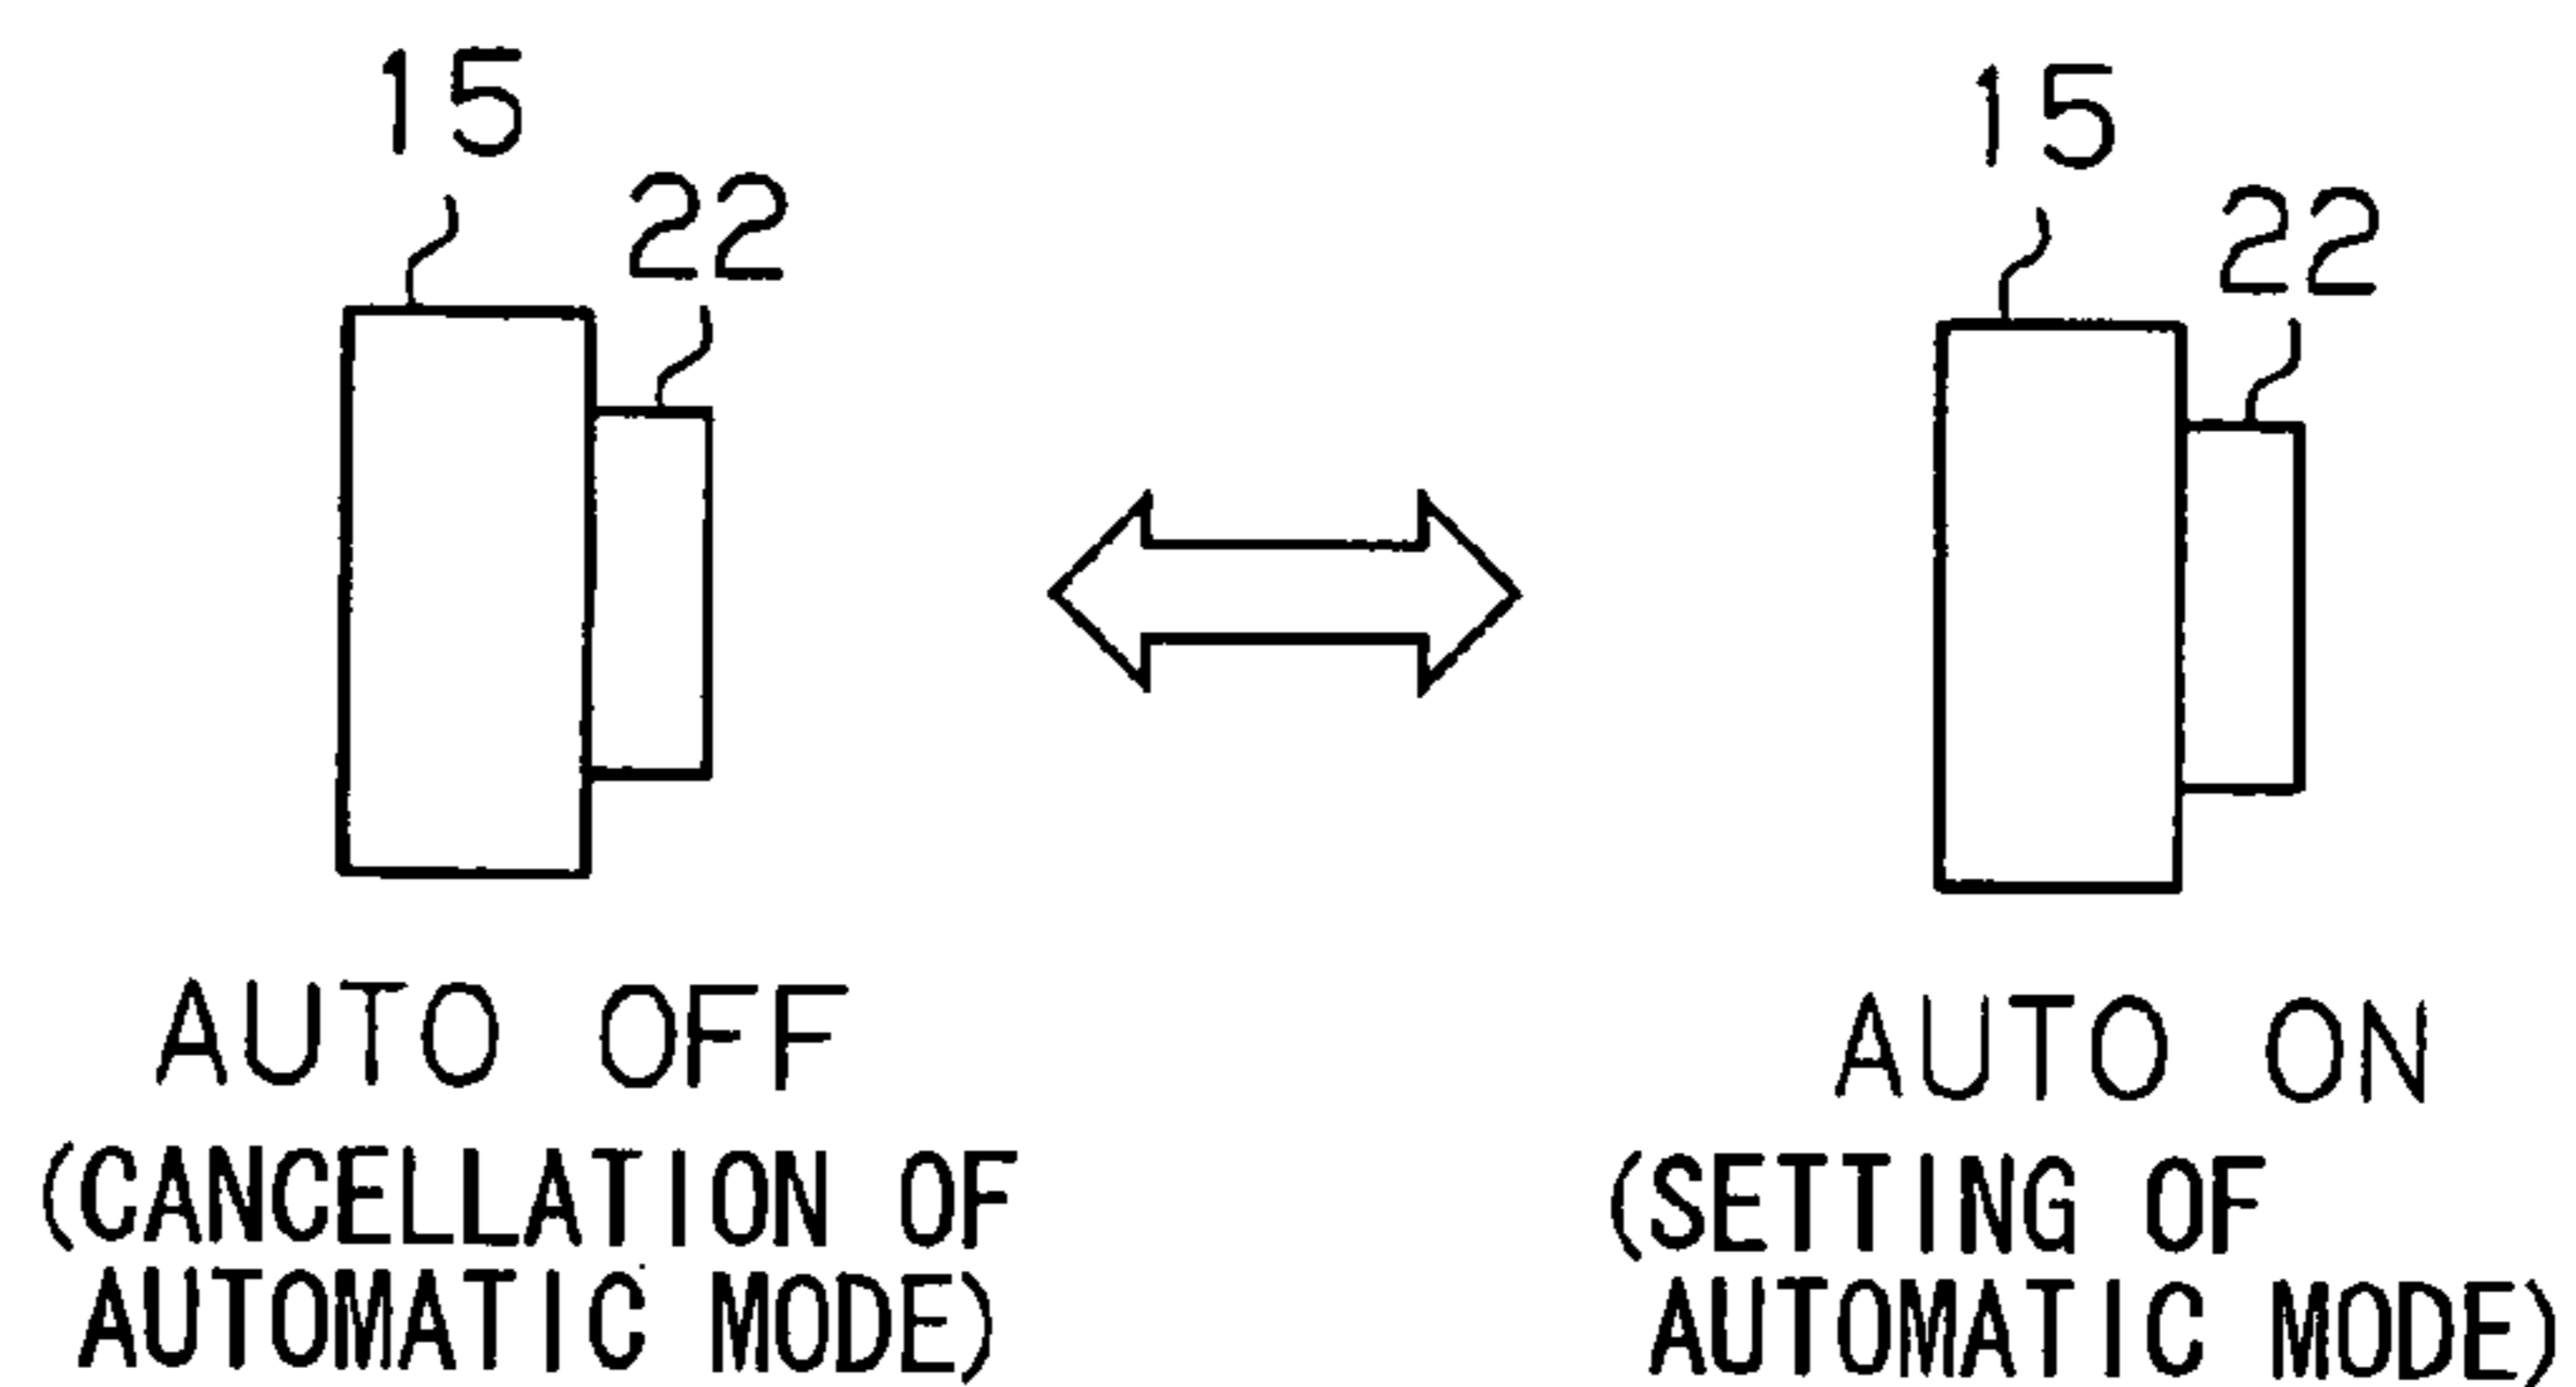 15
22
15
22
AUTO OFF
(CANCELLATION OF
AUTOMATIC MODE)
AUTO ON
(SETTING OF
AUTOMATIC MODE)